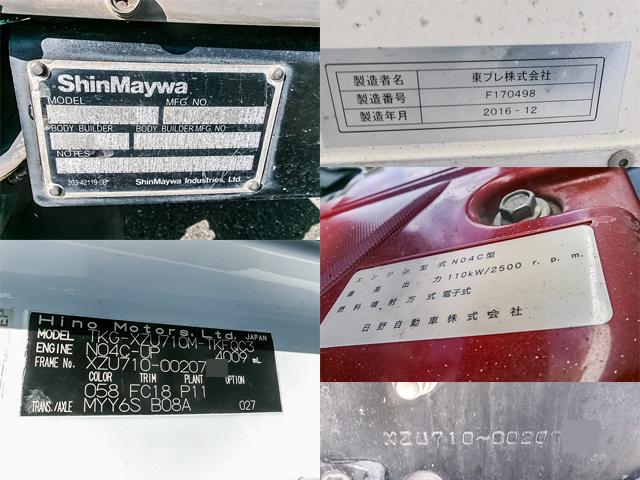 ShinMaywa
MODEL MFG NO.
BODY BUILDER BODY BUILDER MFG NO.
NOTES
203-42119-0B ShinMaywa Industries, Ltd.
製造者名 東プレ株式会社
製造番号 F170498
製造年月 2016-12
エンジン型式 N04C型
最高出力 110kW/2500 r.p.m.
燃料噴射方式 電子式
日野自動車株式会社
Hino Motors, Ltd. JAPAN
MODEL TKG-XZU710M-TKFQC3
ENGINE N04C-UP 4009 mL
FRAME No. XZU710-00207
COLOR TRIM PLANT OPTION
058 FC18 P11
TRANS./AXLE MYY6S B08A 027
XZU710-00207